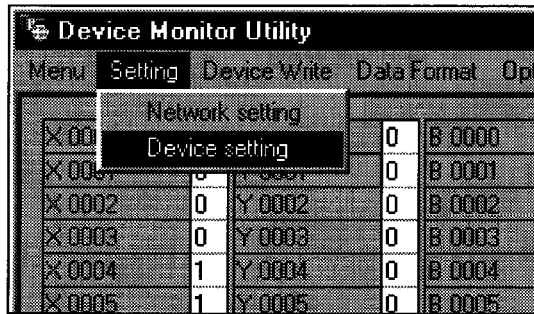 Device Monitor Utility
Menu Setting Device Write Data Format
Network setting
Device setting
0 B 0000
B 0001
X 0002 0 Y 0002 0 B 0002
X 0003 0 Y 0003 0 B 0003
X 0004 1 Y 0004 0 B 0004
X 0005 1 Y 0005 0 B 0005